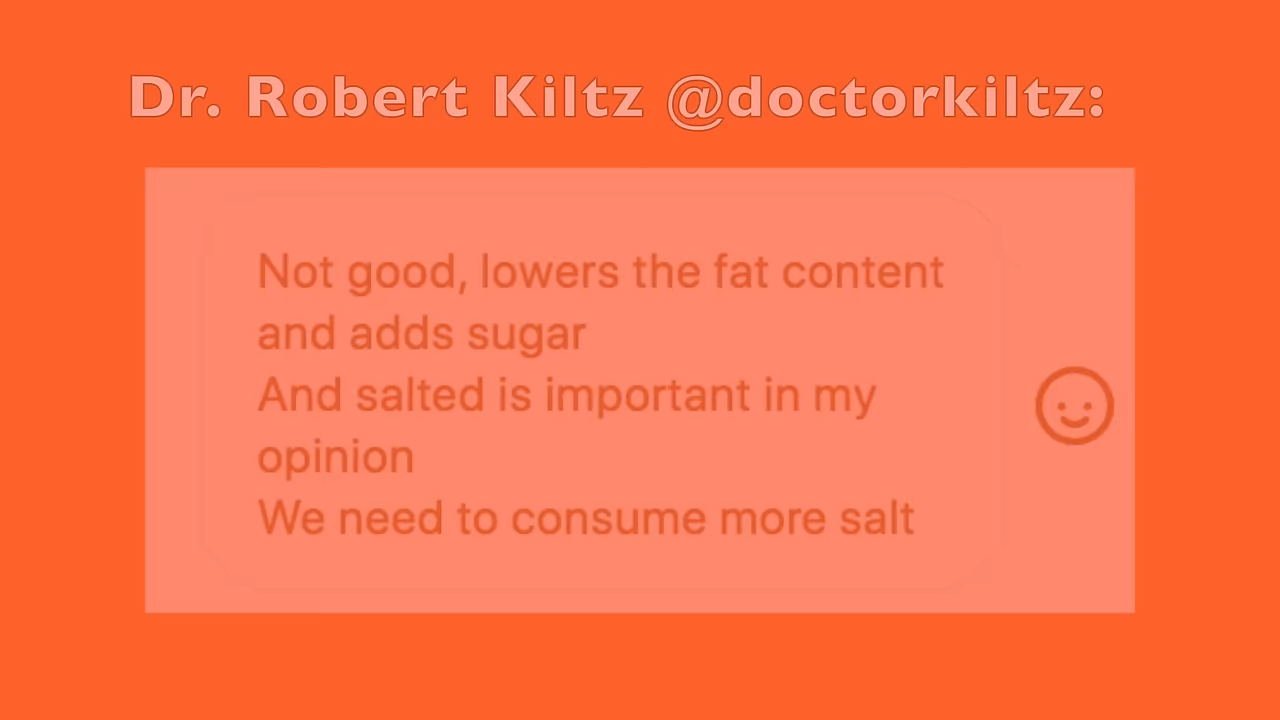 Dr. Robert Kiltz @doctorkiltz:
Not good, lowers the fat content
and adds sugar
And salted is important in my
opinion
We need to consume more salt